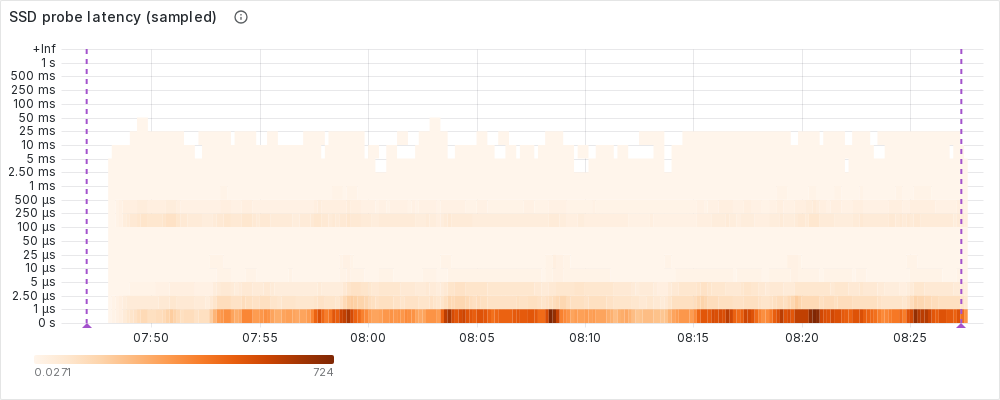 SSD probe latency (sampled)
+Inf
1 s
500 ms
250 ms
100 ms
50 ms
25 ms
10 ms
5 ms
2.50 ms
1 ms
500 µs
250 µs
100 µs
50 µs
25 µs
10 µs
5 µs
2.50 µs
1 µs
0 s
07:50 07:55 08:00 08:05 08:10 08:15 08:20 08:25
0.0271 724